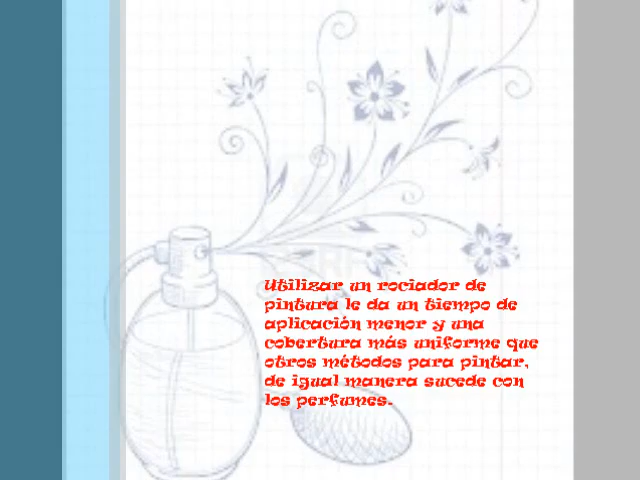 Utilizar un rociador de
pintura le da un tiempo de
aplicación menor y una
cobertura más uniforme que
otros métodos para pintar,
de igual manera sucede con
los perfumes.